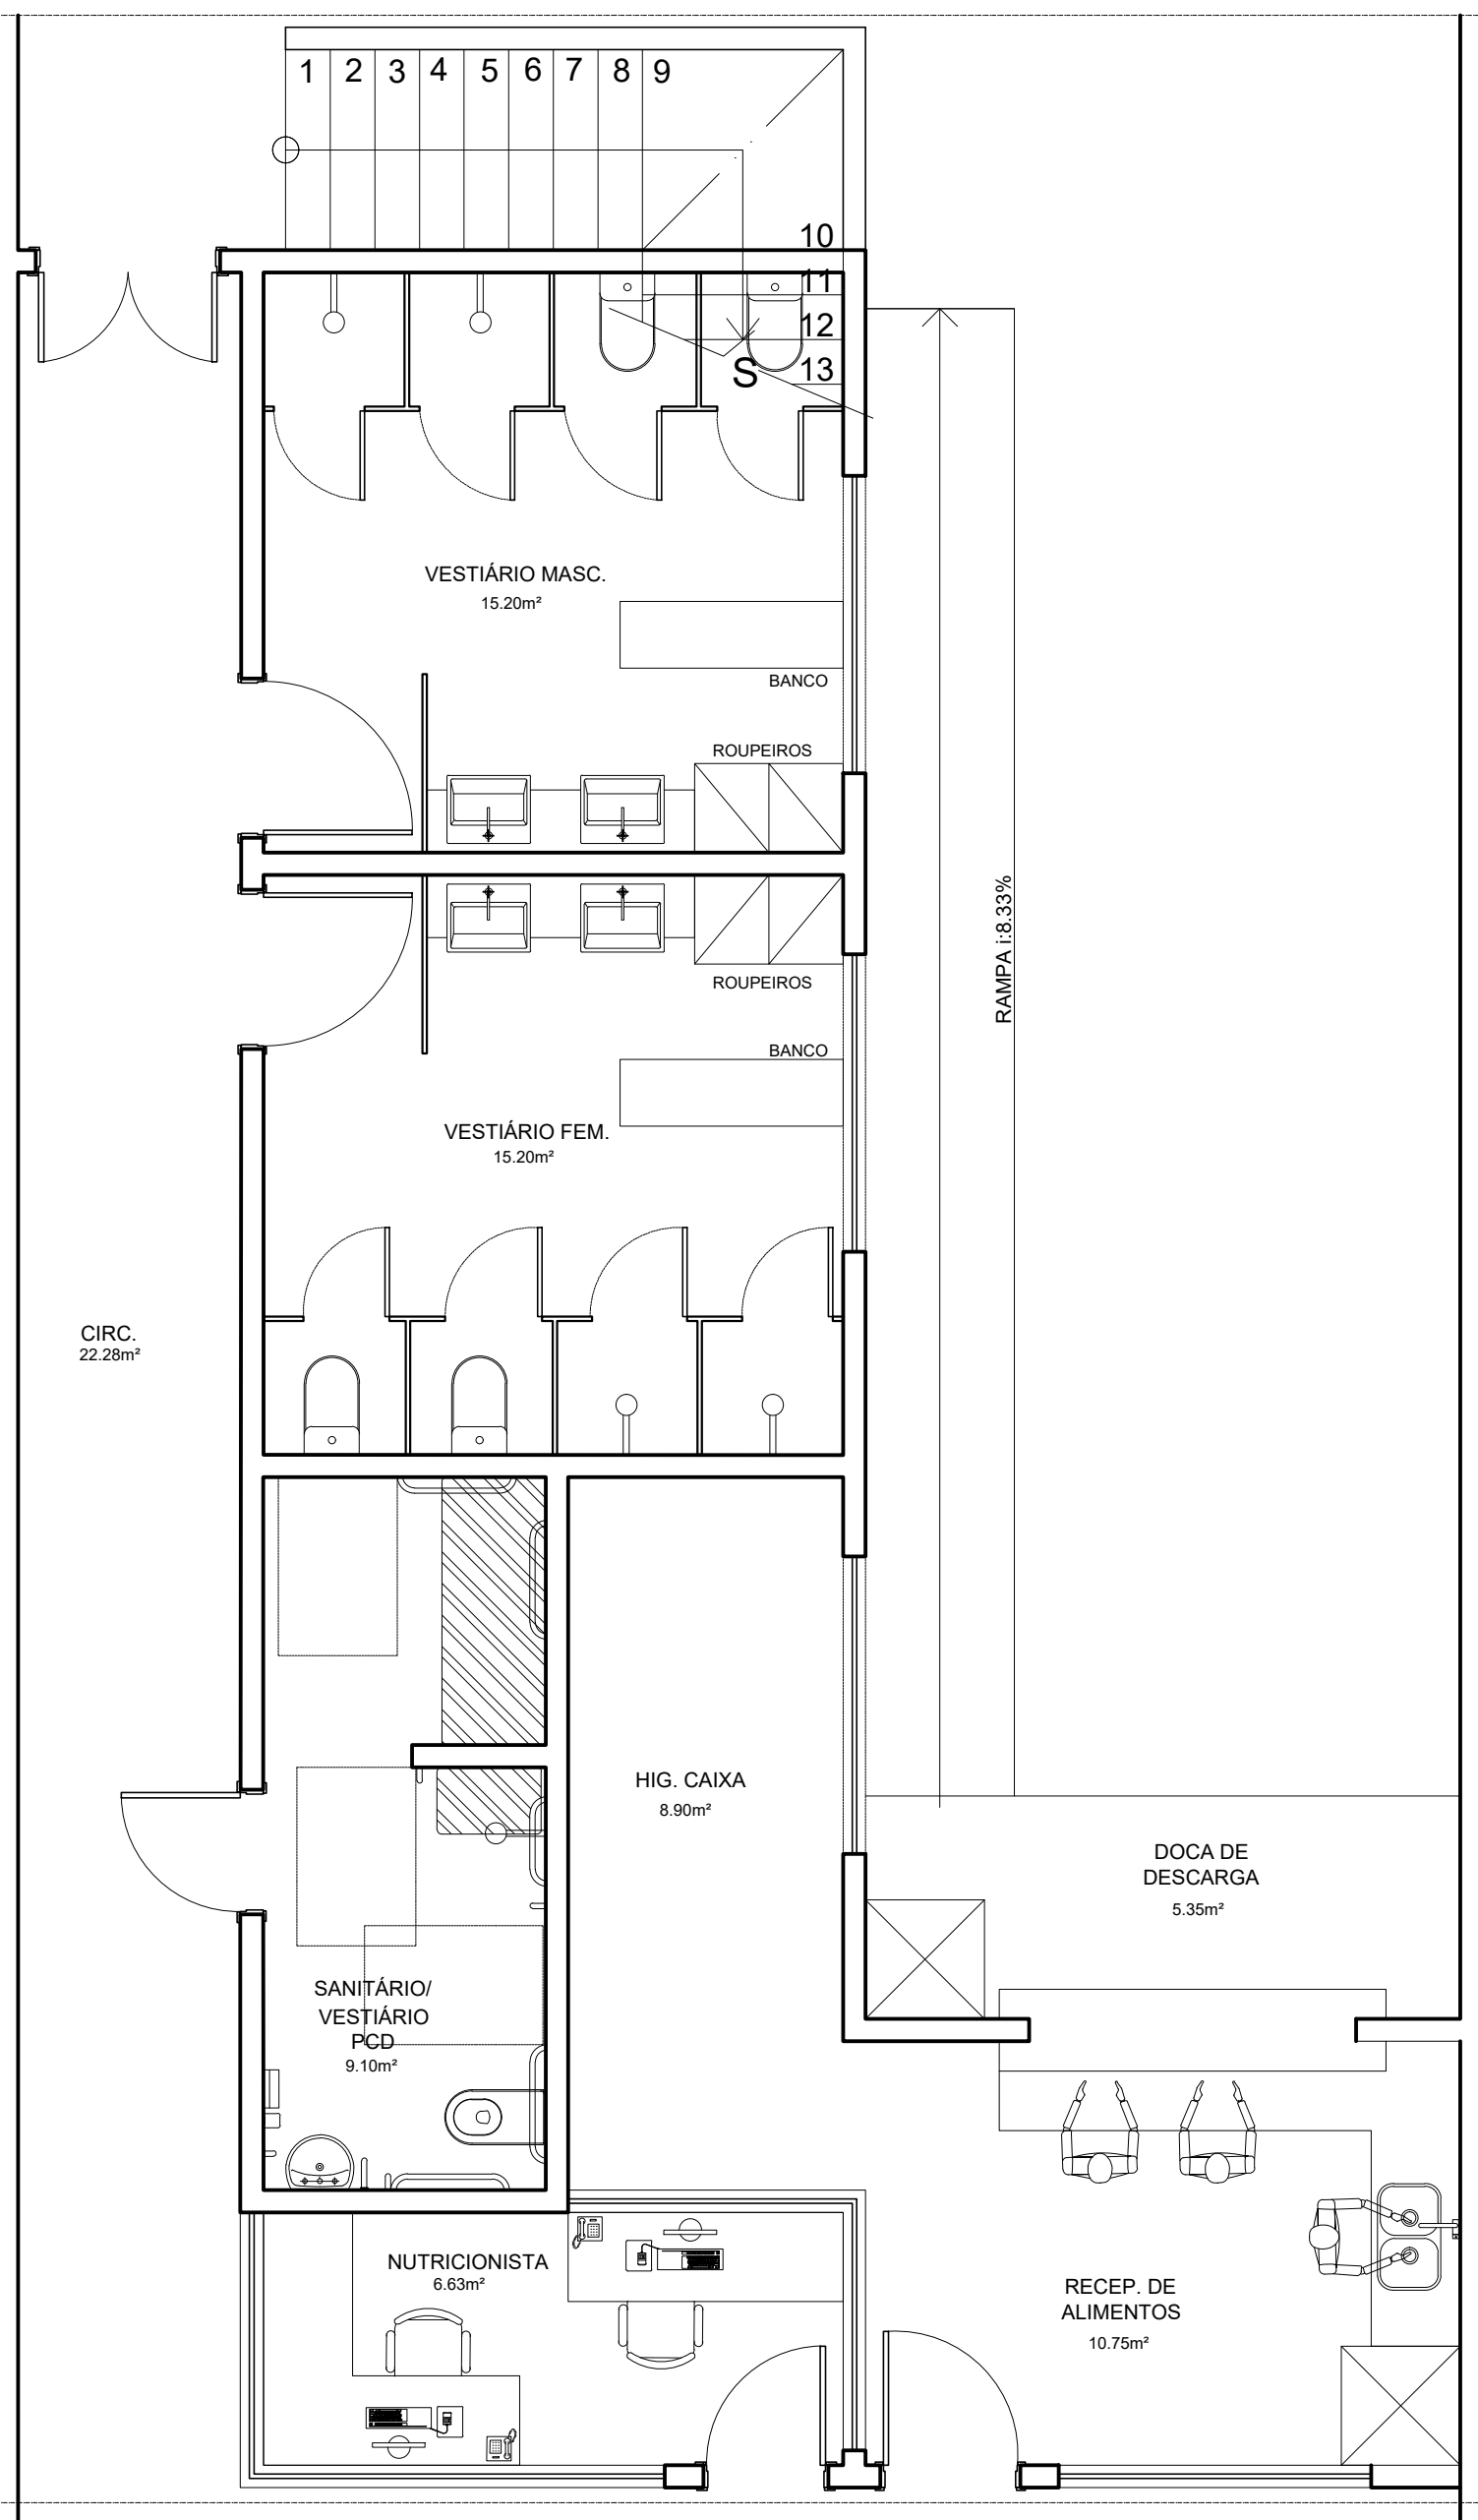 1 2 3 4 5 6 7 8 9
10
11
12
S 13
VESTIÁRIO MASC.
15.20m²
BANCO
ROUPEIROS
RAMPA i:8.33%
ROUPEIROS
BANCO
VESTIÁRIO FEM.
15.20m²
CIRC.
22.28m²
HIG. CAIXA
8.90m²
DOCA DE
DESCARGA
5.35m²
SANITÁRIO/
VESTIÁRIO
PCD
9.10m²
NUTRICIONISTA
6.63m²
RECEP. DE
ALIMENTOS
10.75m²